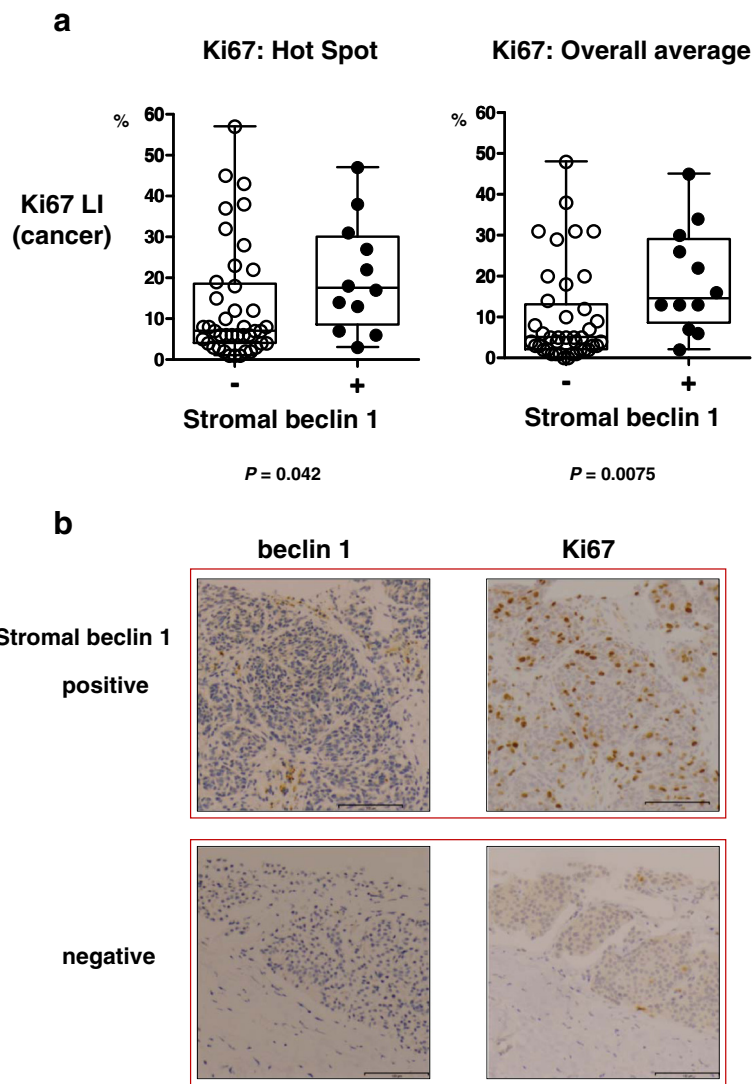 a
Ki67: Hot Spot
Ki67: Overall average
%
60
50
40
30
20
10
0
%
60
50
40
30
20
10
0
Ki67 LI
(cancer)
- +
- +
Stromal beclin 1
Stromal beclin 1
P = 0.042
P = 0.0075
b
beclin 1
Ki67
Stromal beclin 1
positive
negative